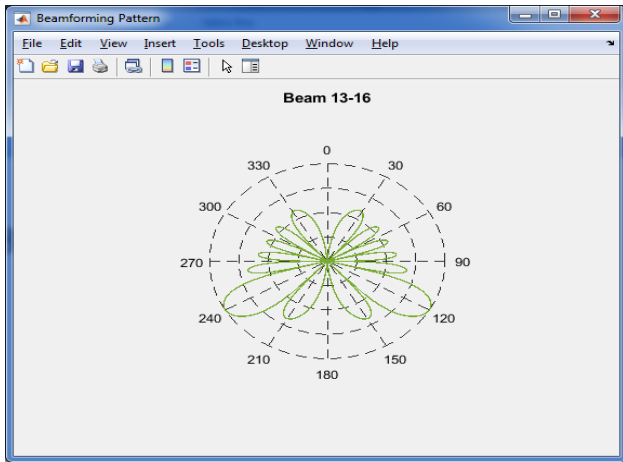 Beamforming Pattern
File Edit View Insert Tools Desktop Window Help
Beam 13-16
0
330 30
300 60
270 90
240 120
210 150
180